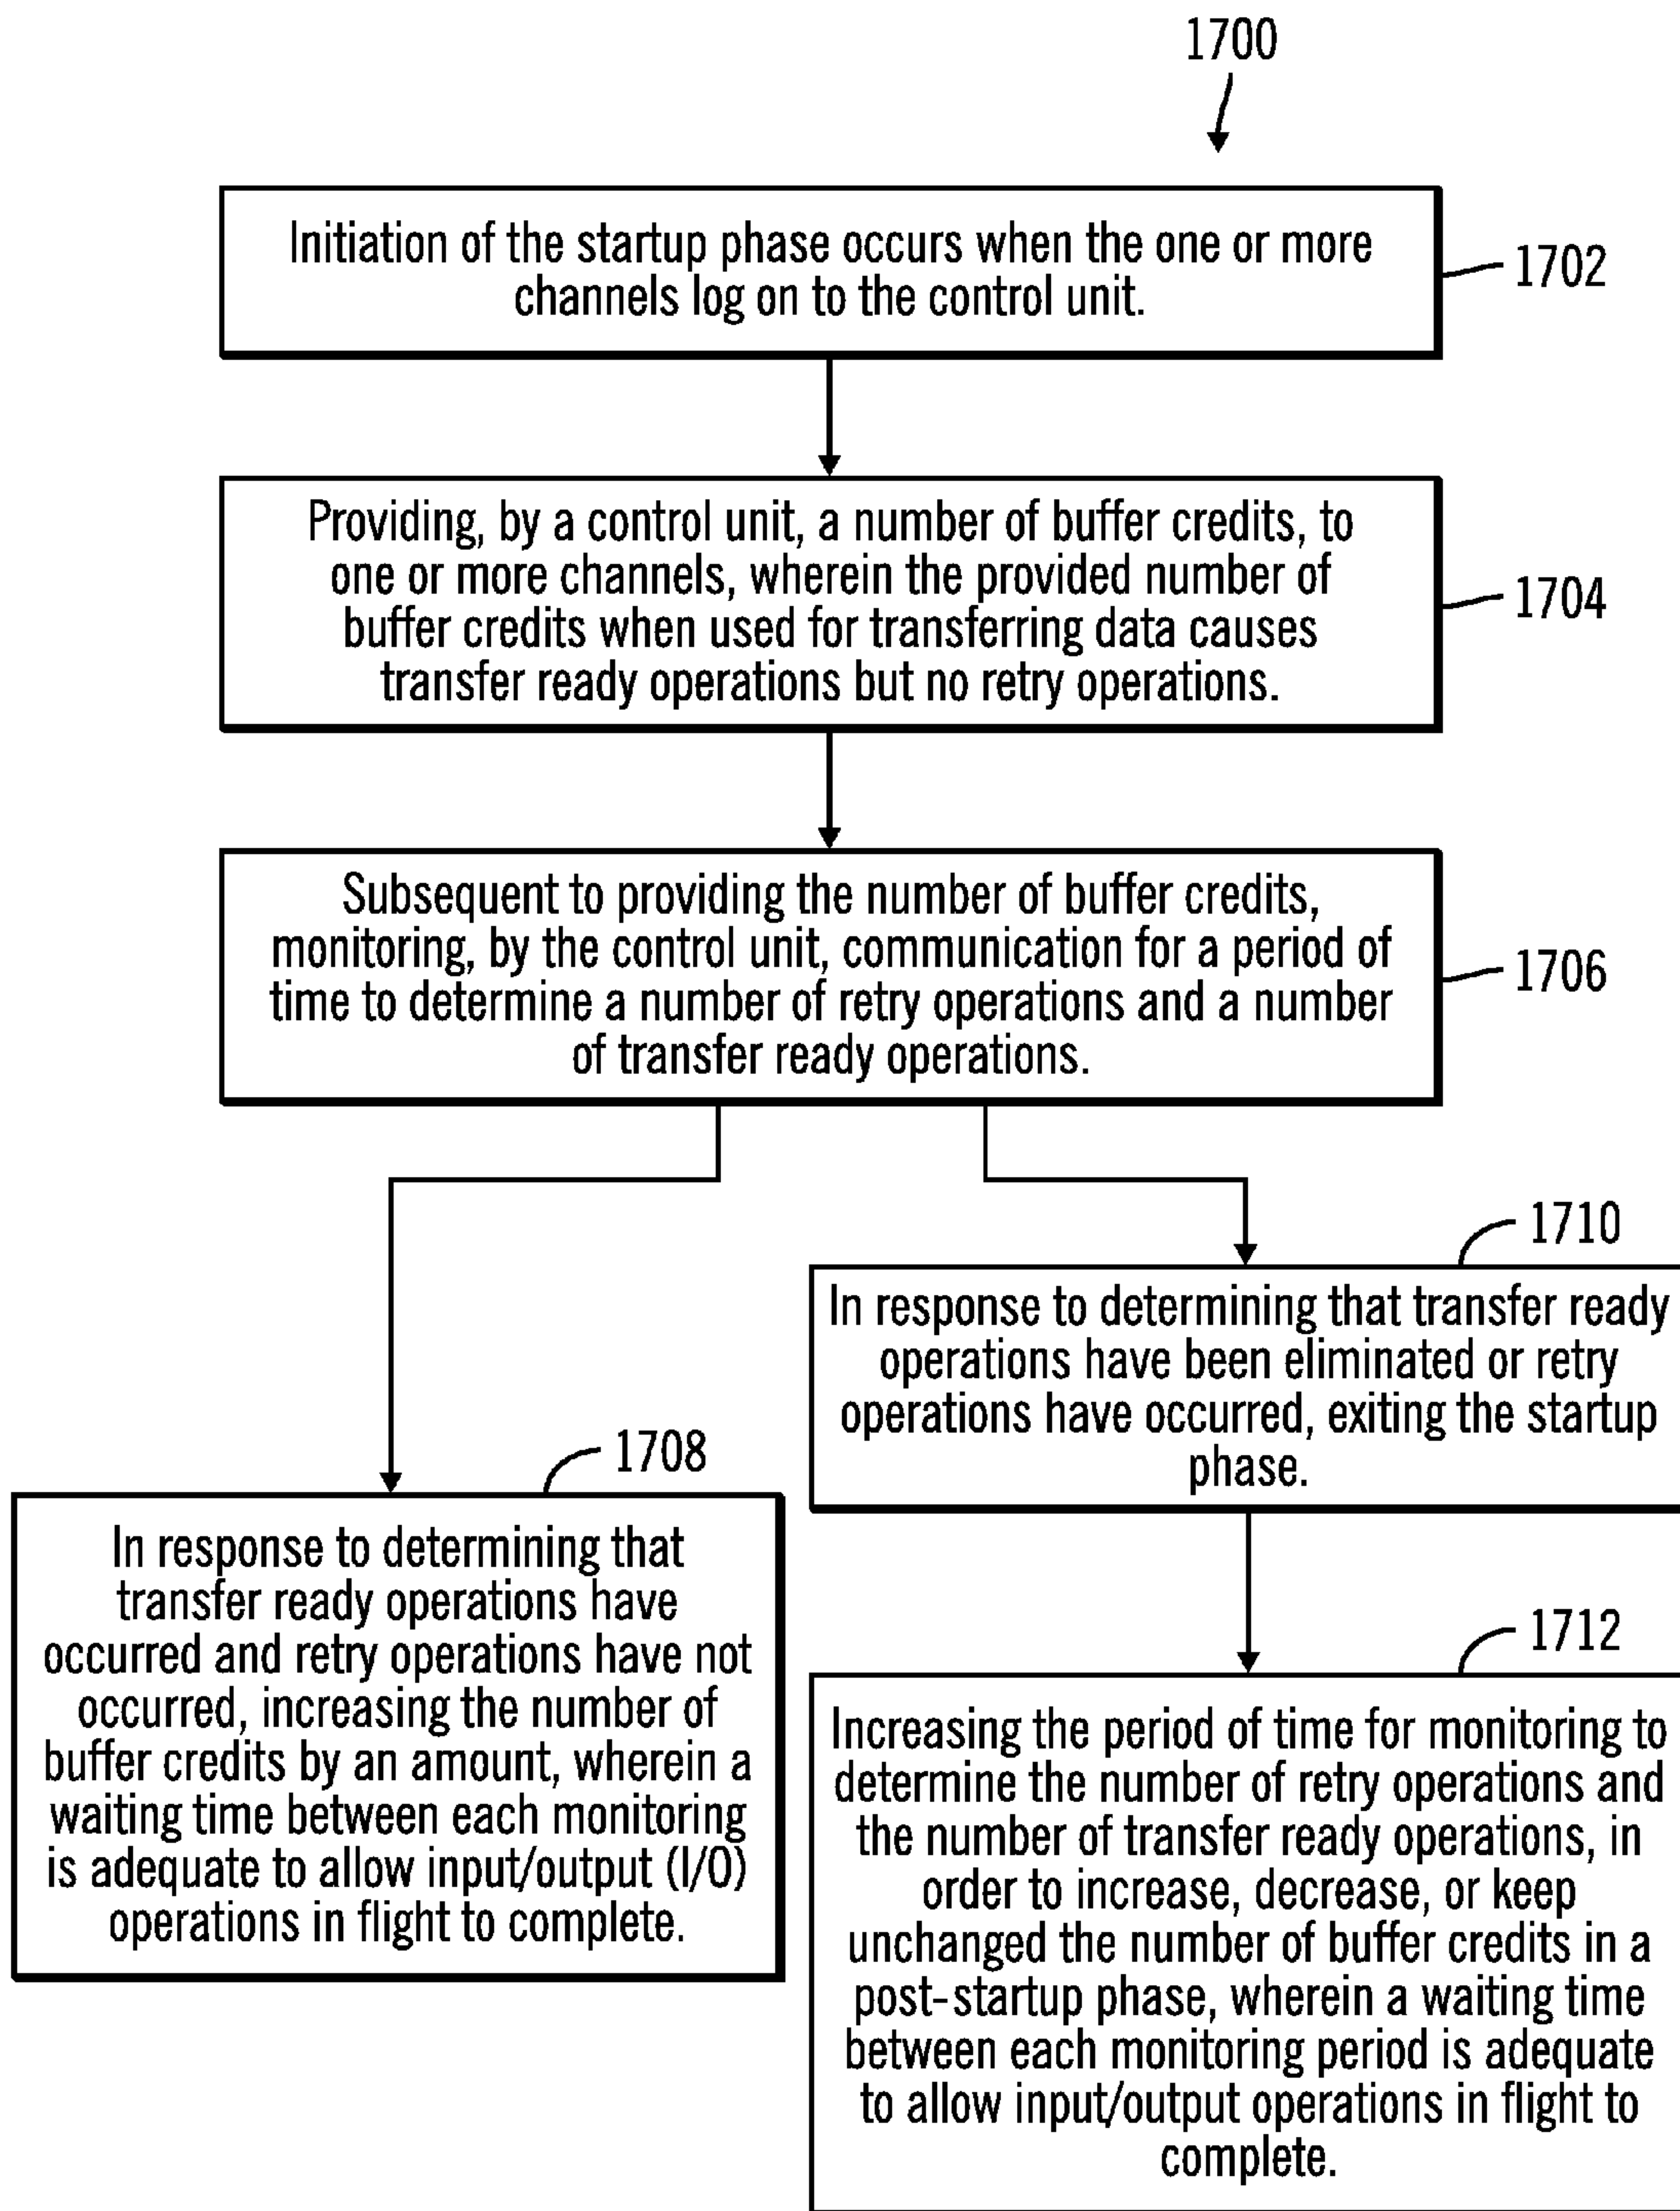 1700
Initiation of the startup phase occurs when the one or more
channels log on to the control unit.
1702
Providing, by a control unit, a number of buffer credits, to
one or more channels, wherein the provided number of
buffer credits when used for transferring data causes
transfer ready operations but no retry operations.
1704
Subsequent to providing the number of buffer credits,
monitoring, by the control unit, communication for a period of
time to determine a number of retry operations and a number
of transfer ready operations.
1706
1708
In response to determining that
transfer ready operations have
occurred and retry operations have not
occurred, increasing the number of
buffer credits by an amount, wherein a
waiting time between each monitoring
is adequate to allow input/output (I/O)
operations in flight to complete.
1710
In response to determining that transfer ready
operations have been eliminated or retry
operations have occurred, exiting the startup
phase.
1712
Increasing the period of time for monitoring to
determine the number of retry operations and
the number of transfer ready operations, in
order to increase, decrease, or keep
unchanged the number of buffer credits in a
post-startup phase, wherein a waiting time
between each monitoring period is adequate
to allow input/output operations in flight to
complete.